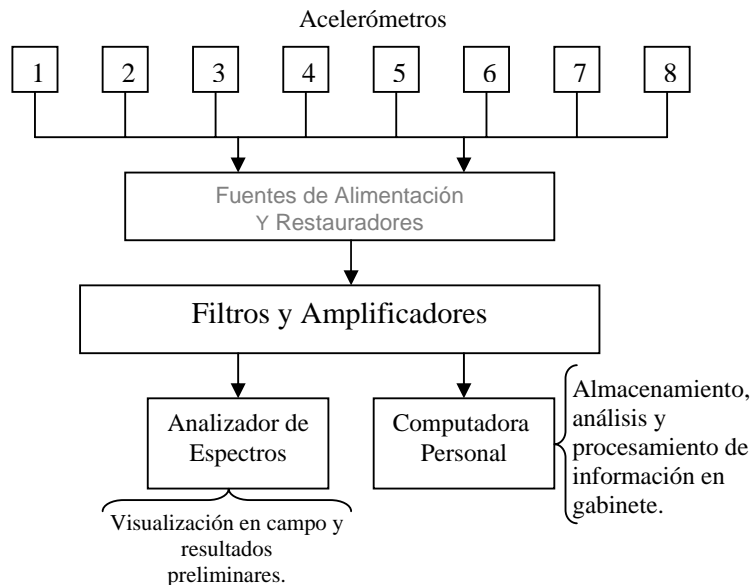 Acelerómetros
1 2 3 4 5 6 7 8
Fuentes de Alimentación
Y Restauradores
Filtros y Amplificadores
Analizador de
Espectros
Computadora
Personal
Almacenamiento,
análisis y
procesamiento de
información en
gabinete.
Visualización en campo y
resultados
preliminares.